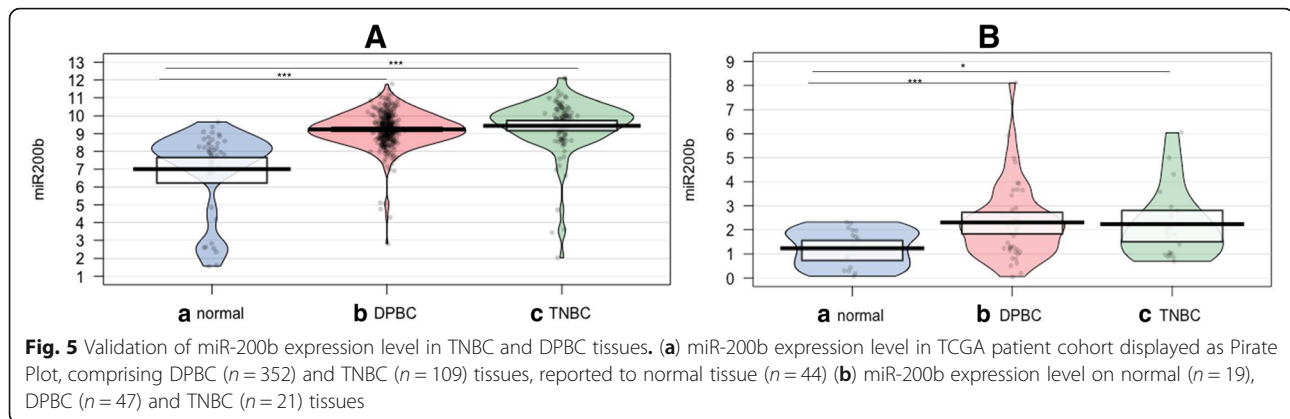 A
B
13
12
11
10
9
8
7
6
5
4
3
2
1
miR200b
***
***
a normal
b DPBC
c TNBC
9
8
7
6
5
4
3
2
1
0
miR200b
*
***
a normal
b DPBC
c TNBC
Fig. 5 Validation of miR-200b expression level in TNBC and DPBC tissues. (a) miR-200b expression level in TCGA patient cohort displayed as Pirate
Plot, comprising DPBC (n = 352) and TNBC (n = 109) tissues, reported to normal tissue (n = 44) (b) miR-200b expression level on normal (n = 19),
DPBC (n = 47) and TNBC (n = 21) tissues